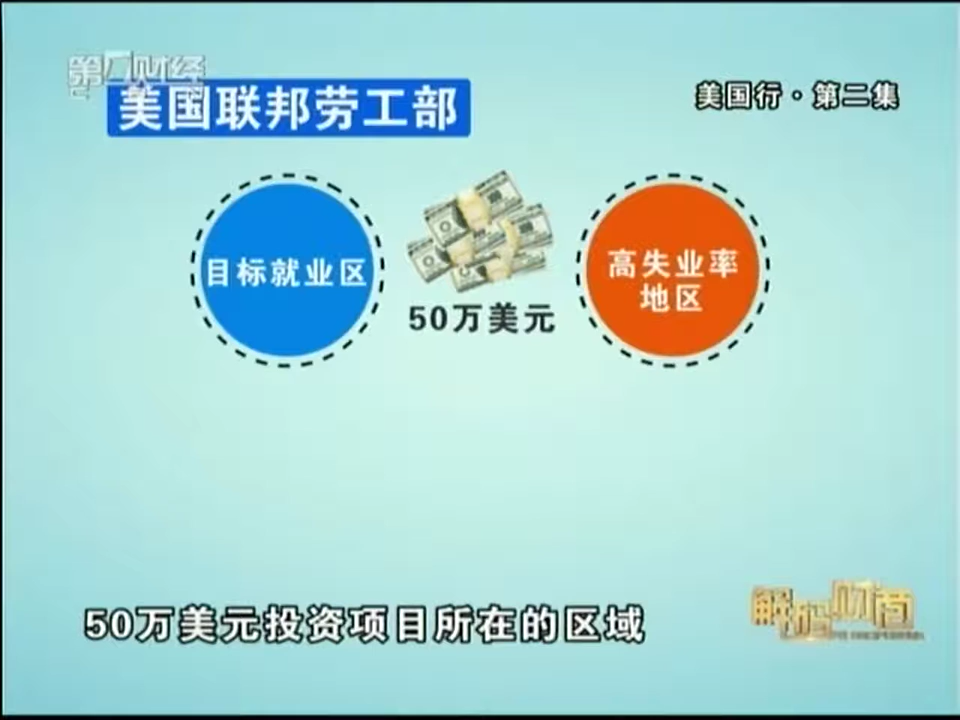 第一财经
美国联邦劳工部
美国行·第二集
目标就业区
50万美元
高失业率
地区
50万美元投资项目所在的区域
解码财商